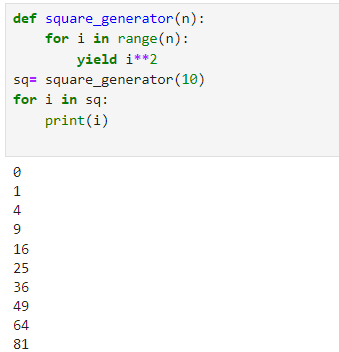 def square_generator(n):
    for i in range(n):
        yield i**2
sq= square_generator(10)
for i in sq:
    print(i)
0
1
4
9
16
25
36
49
64
81